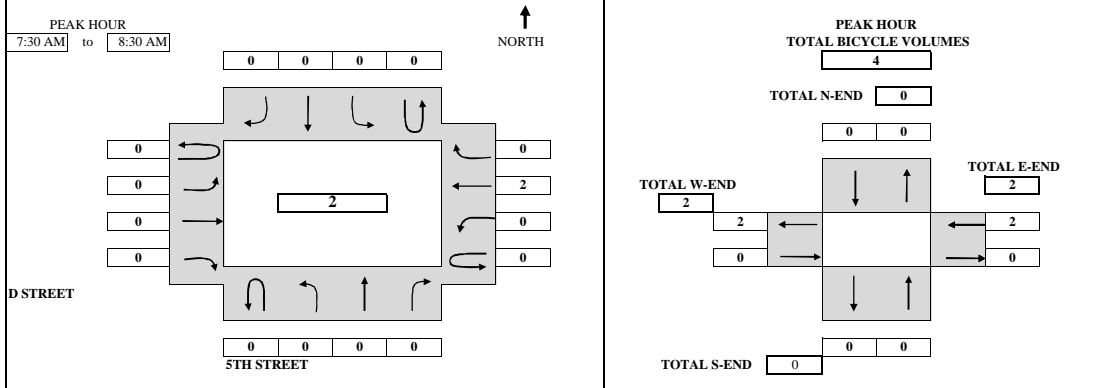 PEAK HOUR
7:30 AM to 8:30 AM
NORTH
0 0 0 0
0 0
0 2
2
0 0
0 0
D STREET
0 0 0 0
5TH STREET
PEAK HOUR
TOTAL BICYCLE VOLUMES
4
TOTAL N-END 0
0 0
TOTAL E-END
2
TOTAL W-END
2
2 2
0 0
0 0
TOTAL S-END 0